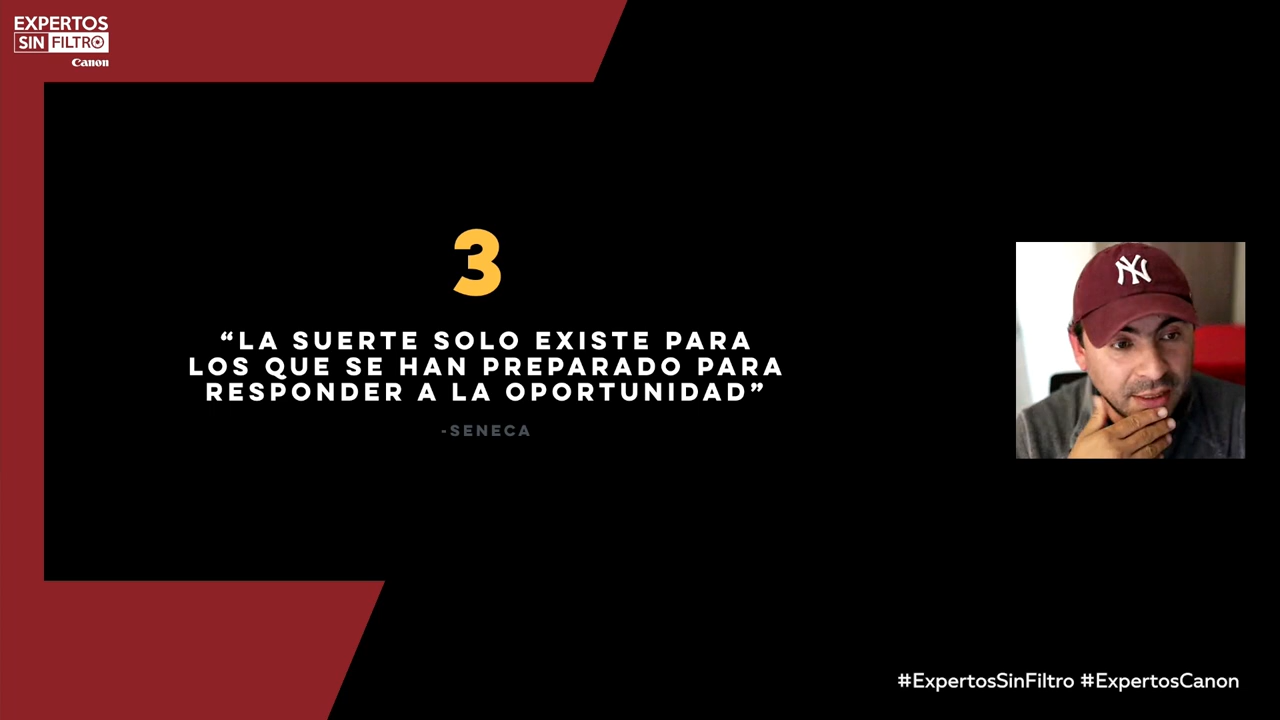 EXPERTOS
SIN FILTRO
Canon
3
“LA SUERTE SOLO EXISTE PARA
LOS QUE SE HAN PREPARADO PARA
RESPONDER A LA OPORTUNIDAD”
-SENECA
NY
#ExpertosSinFiltro #ExpertosCanon